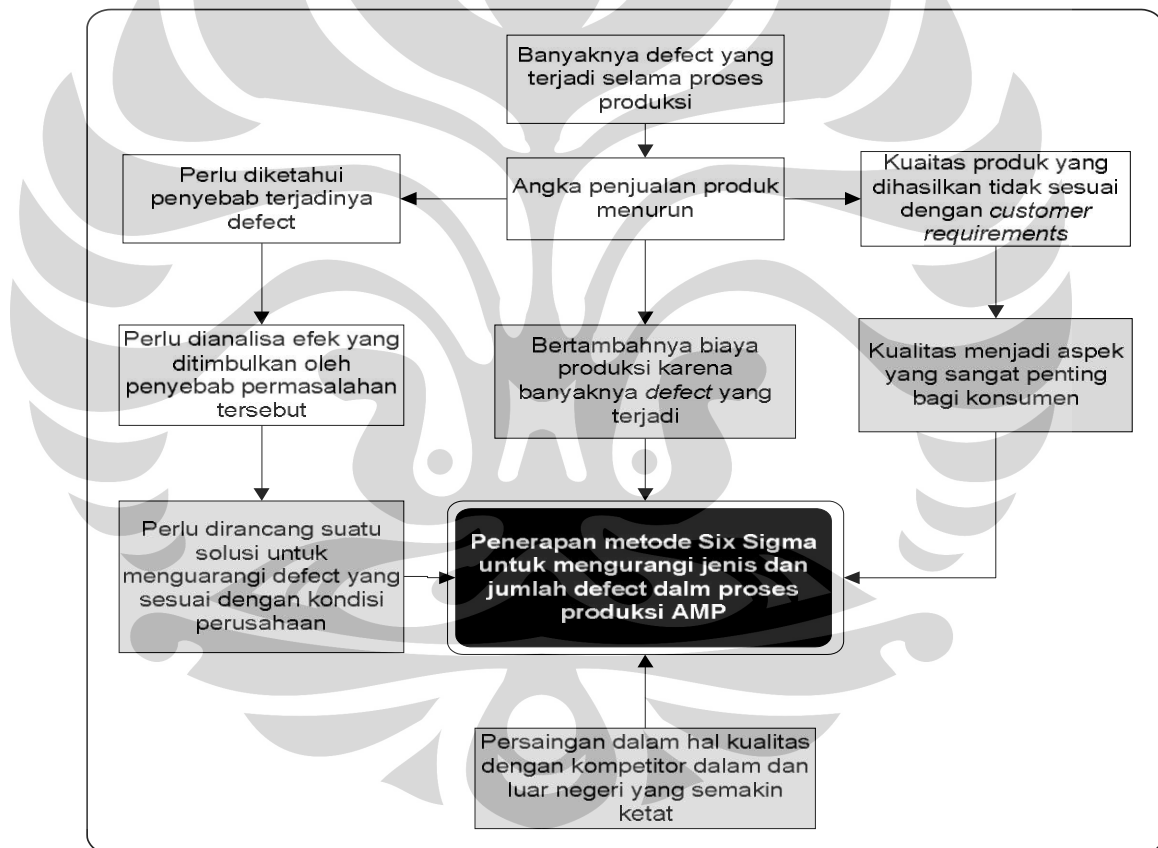 Banyaknya defect yang
terjadi selama proses
produksi
Perlu diketahui
penyebab terjadinya
defect
Angka penjualan produk
menurun
Kuaitas produk yang
dihasilkan tidak sesuai
dengan customer
requirements
Perlu dianalisa efek yang
ditimbulkan oleh
penyebab permasalahan
tersebut
Bertambahnya biaya
produksi karena
banyaknya defect yang
terjadi
Kualitas menjadi aspek
yang sangat penting
bagi konsumen
Perlu dirancang suatu
solusi untuk
menguarangi defect yang
sesuai dengan kondisi
perusahaan
Penerapan metode Six Sigma
untuk mengurangi jenis dan
jumlah defect dalm proses
produksi AMP
Persaingan dalam hal kualitas
dengan kompetitor dalam dan
luar negeri yang semakin
ketat